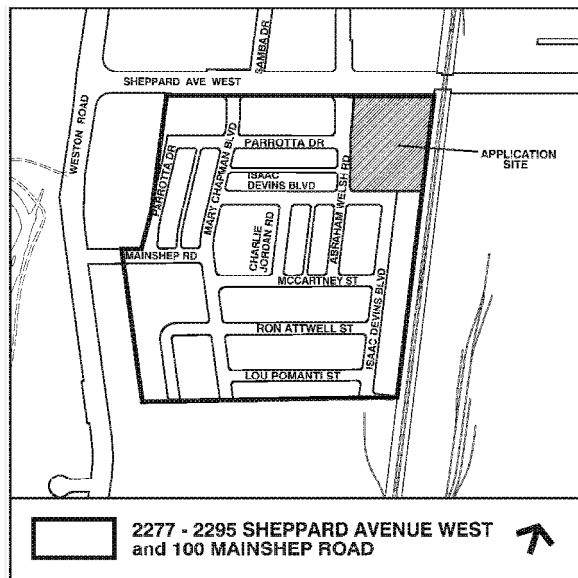 SAMBA DR
SHEPPARD AVE WEST
WESTON ROAD
PARROTTA DR
APPLICATION
SITE
PARROTTA DR
MARY CHAPMAN BLVD
ISAAC
DEVINS BLVD
ABRAHAM WELSH RD
CHARLIE
JORDAN RD
MAINSHEP RD
MCCARTNEY ST
ISAAC DEVINS BLVD
RON ATTWELL ST
LOU POMANTI ST
2277 - 2295 SHEPPARD AVENUE WEST
and 100 MAINSHEP ROAD